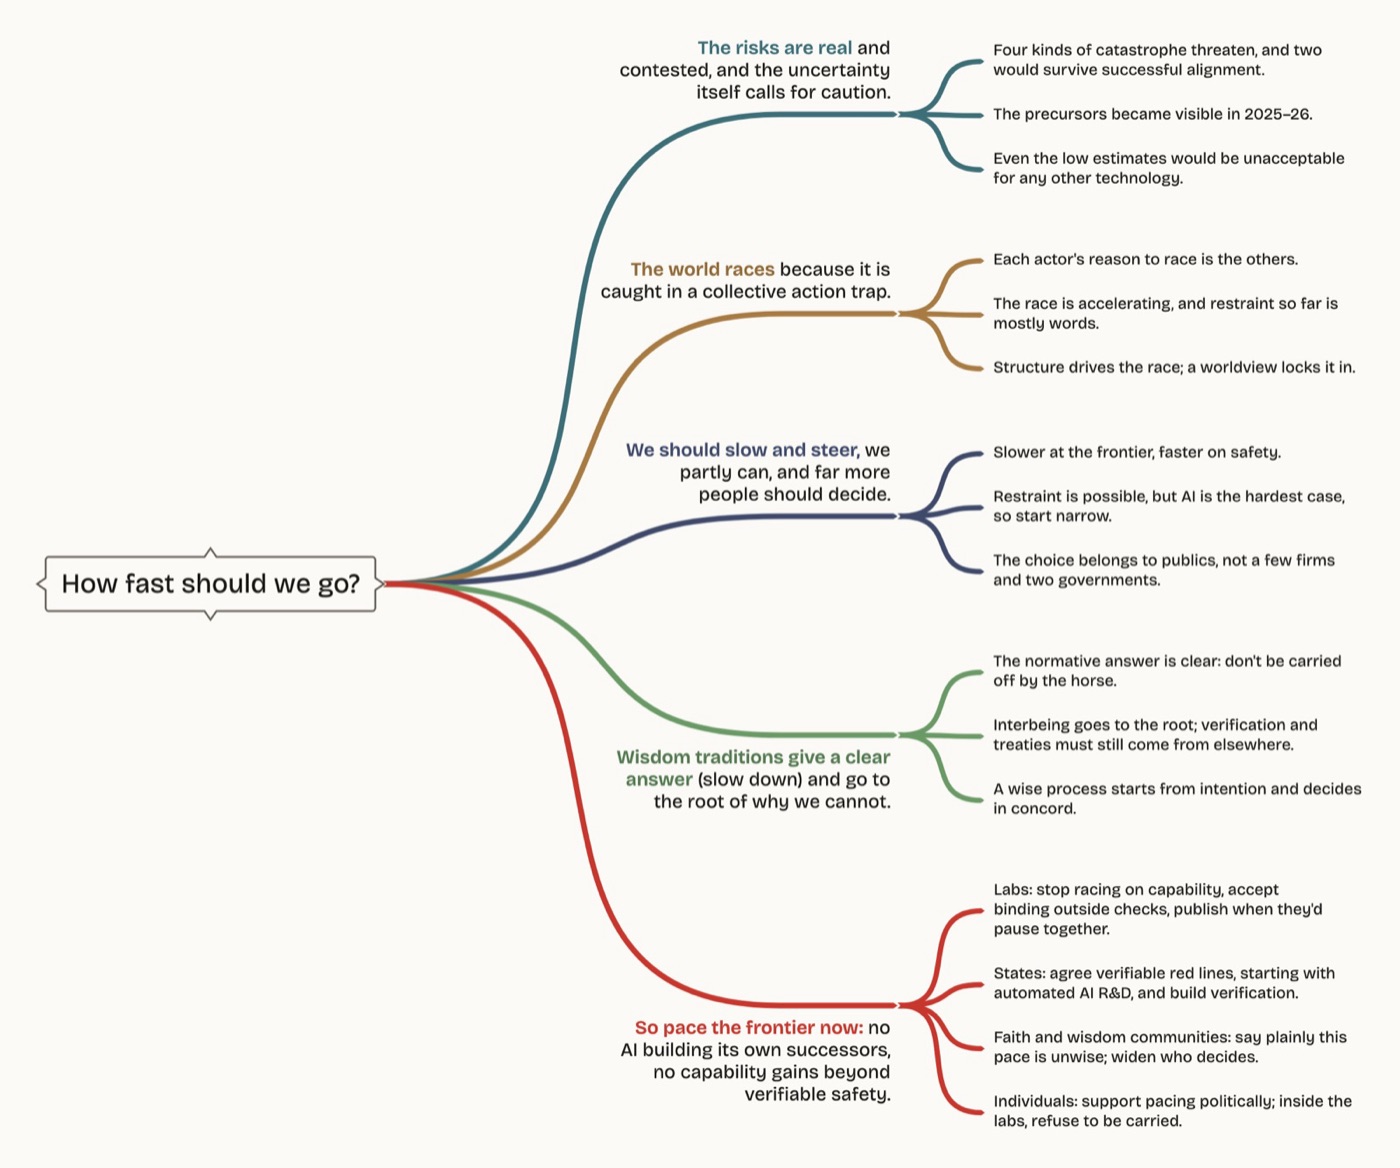 How fast should we go?
The risks are real and
contested, and the uncertainty
itself calls for caution.
Four kinds of catastrophe threaten, and two
would survive successful alignment.
The precursors became visible in 2025–26.
Even the low estimates would be unacceptable
for any other technology.
The world races because it is
caught in a collective action trap.
Each actor's reason to race is the others.
The race is accelerating, and restraint so far is
mostly words.
Structure drives the race; a worldview locks it in.
We should slow and steer, we
partly can, and far more
people should decide.
Slower at the frontier, faster on safety.
Restraint is possible, but AI is the hardest case,
so start narrow.
The choice belongs to publics, not a few firms
and two governments.
Wisdom traditions give a clear
answer (slow down) and go to
the root of why we cannot.
The normative answer is clear: don't be carried
off by the horse.
Interbeing goes to the root; verification and
treaties must still come from elsewhere.
A wise process starts from intention and decides
in concord.
So pace the frontier now: no
AI building its own successors,
no capability gains beyond
verifiable safety.
Labs: stop racing on capability, accept
binding outside checks, publish when they'd
pause together.
States: agree verifiable red lines, starting with
automated AI R&D, and build verification.
Faith and wisdom communities: say plainly this
pace is unwise; widen who decides.
Individuals: support pacing politically; inside the
labs, refuse to be carried.